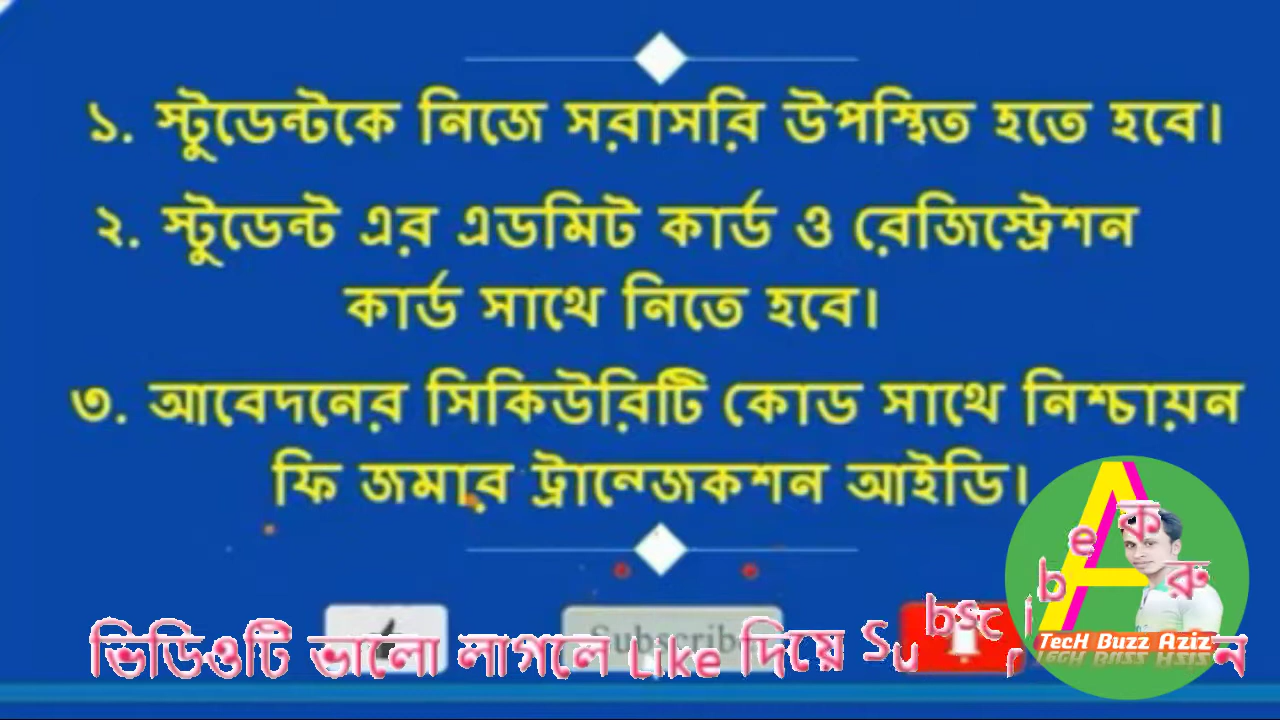 ১. স্টুডেন্টকে নিজে সরাসরি উপস্থিত হতে হবে।
২. স্টুডেন্ট এর এডমিট কার্ড ও রেজিস্ট্রেশন
কার্ড সাথে নিতে হবে।
৩. আবেদনের সিকিউরিটি কোড সাথে নিশ্চায়ন
ফি জমার ট্রান্জেকশন আইডি।
Subscribe
ভিডিওটি ভালো লাগলে Like দিয়ে
TecH Buzz Aziz